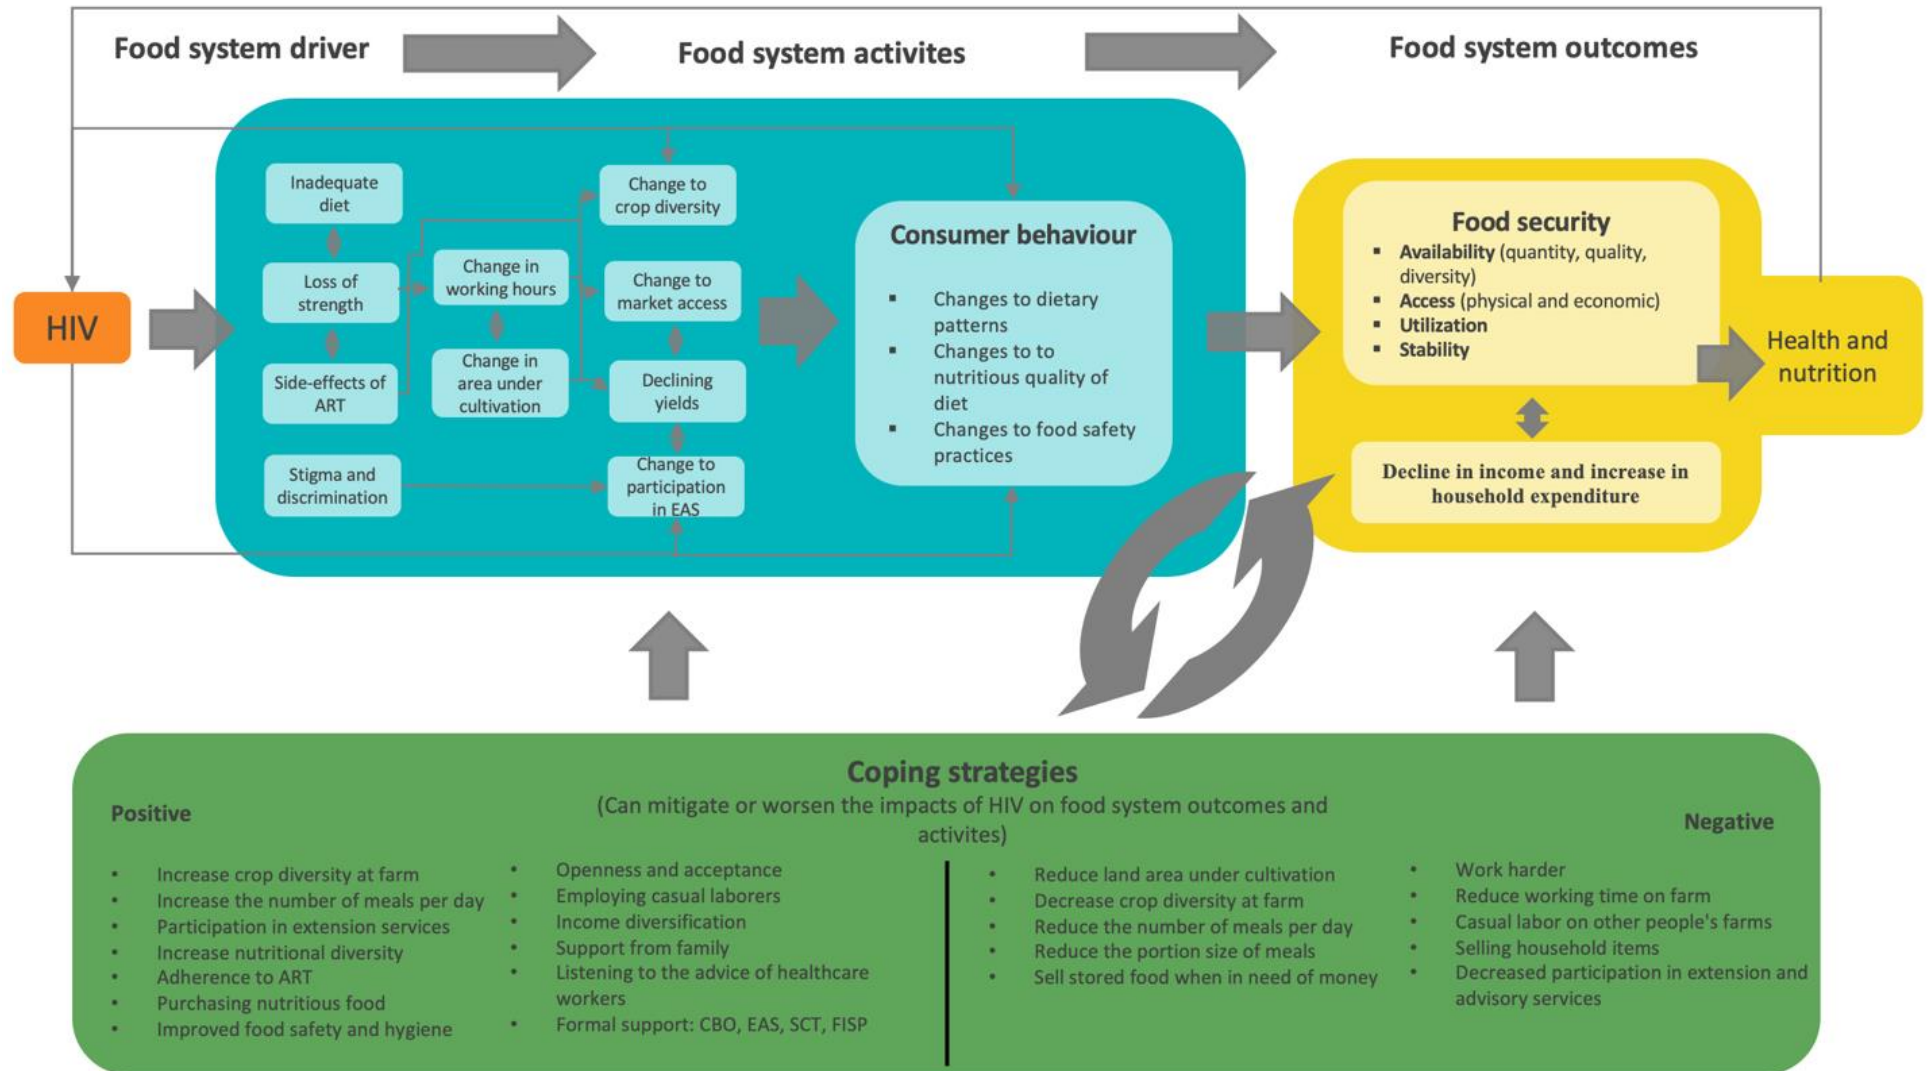 Food system driver
Food system activites
Food system outcomes
HIV
Inadequate
diet
Loss of
strength
Side-effects of
ART
Stigma and
discrimination
Change in
working hours
Change in
area under
cultivation
Change to
crop diversity
Change to
market access
Declining
yields
Change to
participation
in EAS
Consumer behaviour
▪ Changes to dietary
patterns
▪ Changes to to
nutritious quality of
diet
▪ Changes to food safety
practices
Food security
▪ Availability (quantity, quality,
diversity)
▪ Access (physical and economic)
▪ Utilization
▪ Stability
Decline in income and increase in
household expenditure
Health and
nutrition
Coping strategies
(Can mitigate or worsen the impacts of HIV on food system outcomes and
activites)
Positive
• Increase crop diversity at farm
• Increase the number of meals per day
• Participation in extension services
• Increase nutritional diversity
• Adherence to ART
• Purchasing nutritious food
• Improved food safety and hygiene
• Openness and acceptance
• Employing casual laborers
• Income diversification
• Support from family
• Listening to the advice of healthcare
workers
• Formal support: CBO, EAS, SCT, FISP
Negative
• Reduce land area under cultivation
• Decrease crop diversity at farm
• Reduce the number of meals per day
• Reduce the portion size of meals
• Sell stored food when in need of money
• Work harder
• Reduce working time on farm
• Casual labor on other people's farms
• Selling household items
• Decreased participation in extension and
advisory services